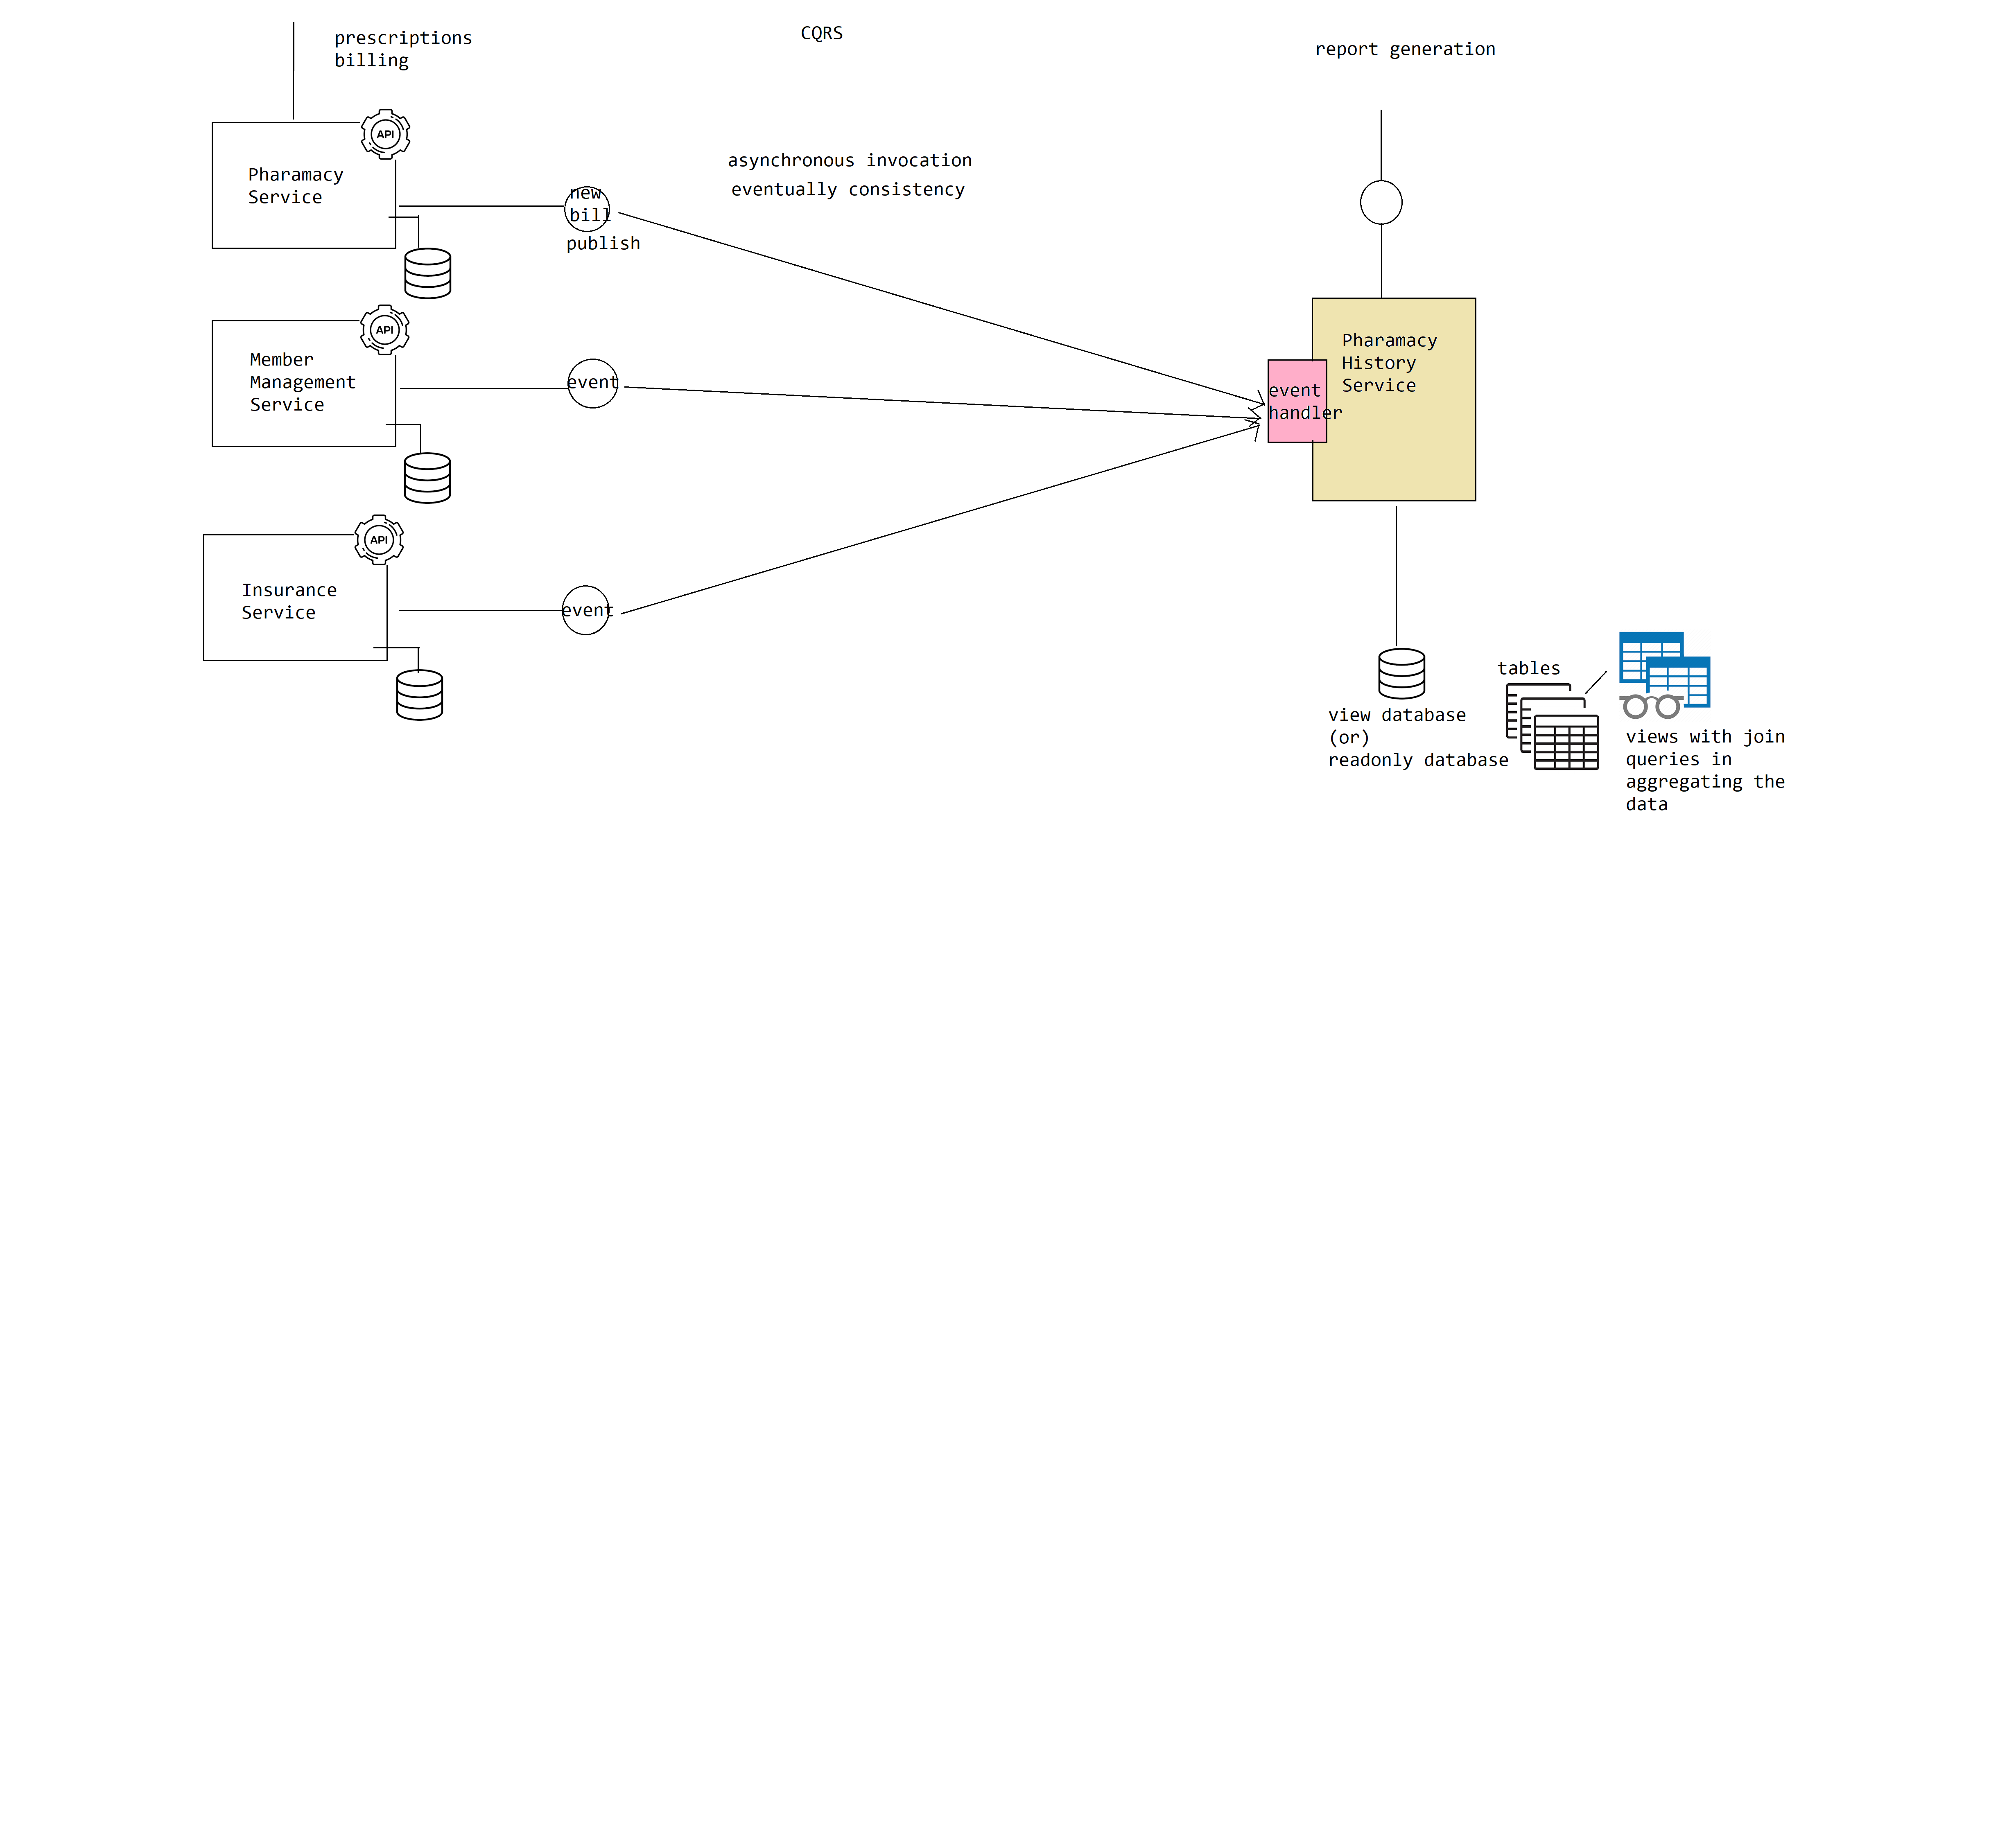 prescriptions
billing
CQRS
report generation
API
Pharamacy
Service
new
bill
publish
asynchronous invocation
eventually consistency
API
Member
Management
Service
event
event
handler
Pharamacy
History
Service
API
Insurance
Service
event
view database
(or)
readonly database
tables
views with join
queries in
aggregating the
data